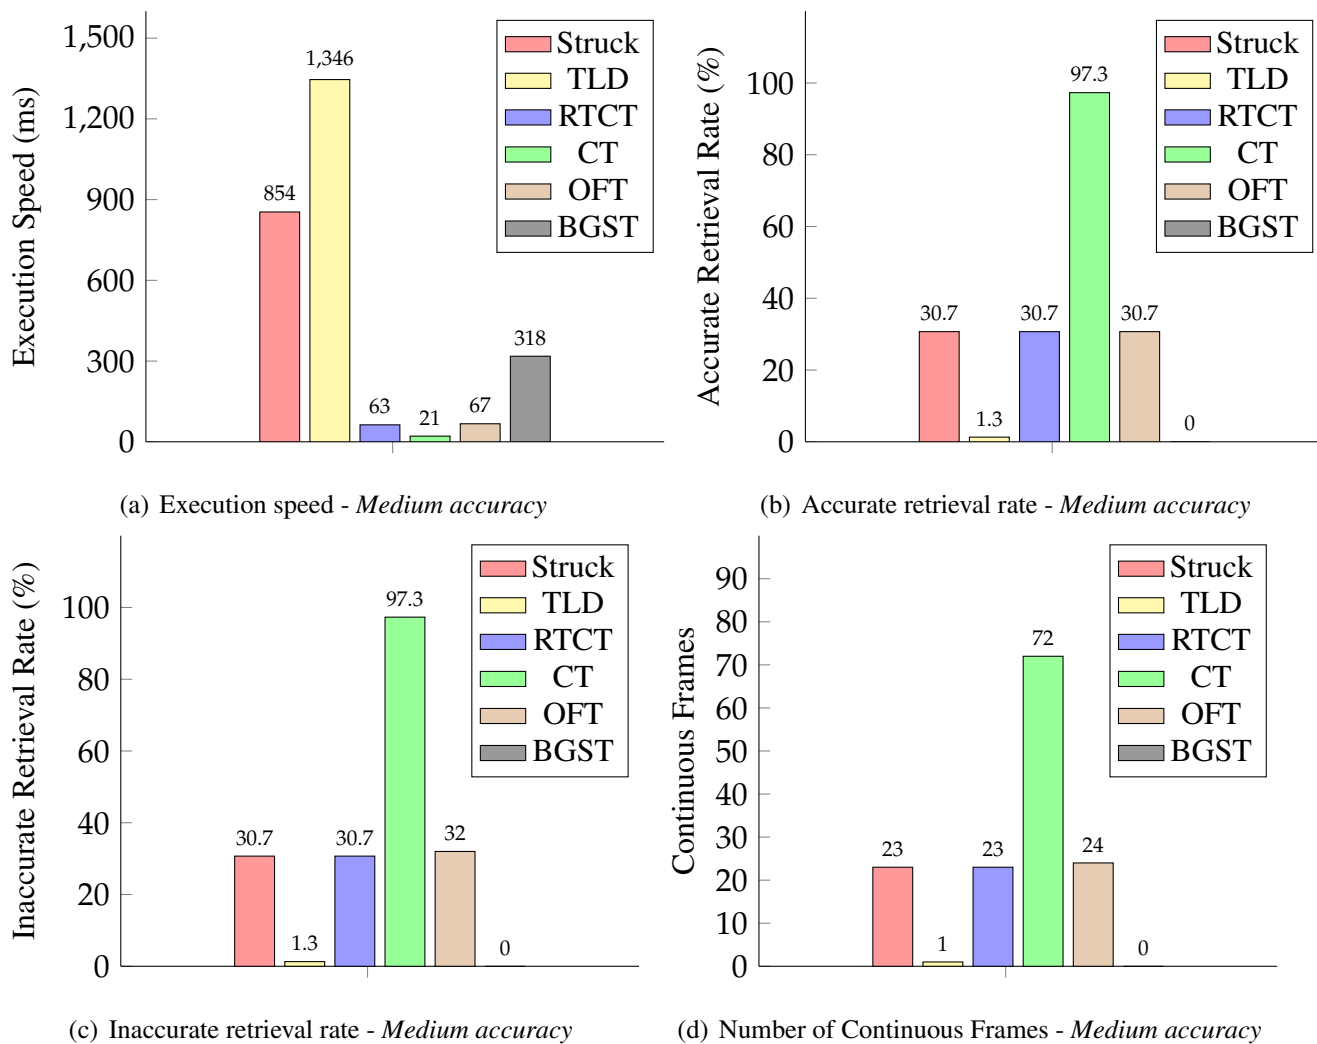 Execution Speed (ms)
1,500
1,200
900
600
300
0
854
1,346
63
21
67
318
Struck
TLD
RTCT
CT
OFT
BGST
(a) Execution speed - Medium accuracy
Accurate Retrieval Rate (%)
100
80
60
40
20
0
30.7
1.3
30.7
97.3
30.7
0
Struck
TLD
RTCT
CT
OFT
BGST
(b) Accurate retrieval rate - Medium accuracy
Inaccurate Retrieval Rate (%)
100
80
60
40
20
0
30.7
1.3
30.7
97.3
32
0
Struck
TLD
RTCT
CT
OFT
BGST
(c) Inaccurate retrieval rate - Medium accuracy
Continuous Frames
90
80
70
60
50
40
30
20
10
0
23
1
23
72
24
0
Struck
TLD
RTCT
CT
OFT
BGST
(d) Number of Continuous Frames - Medium accuracy